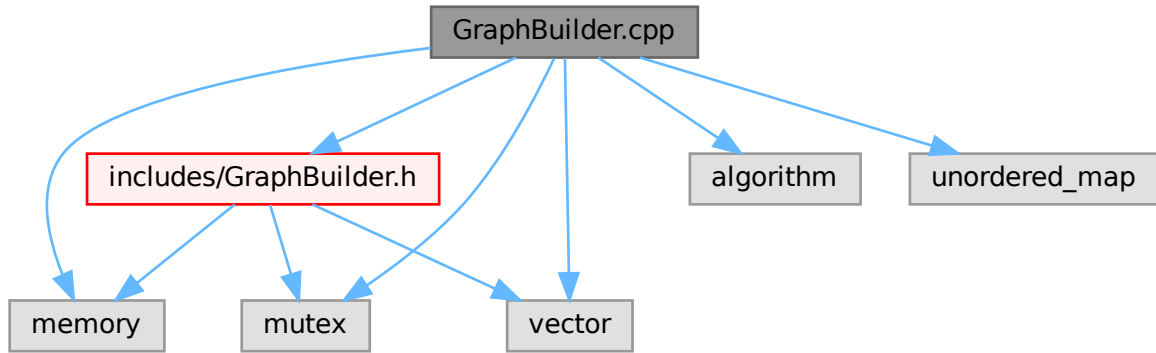 GraphBuilder.cpp
includes/GraphBuilder.h
algorithm
unordered_map
memory
mutex
vector